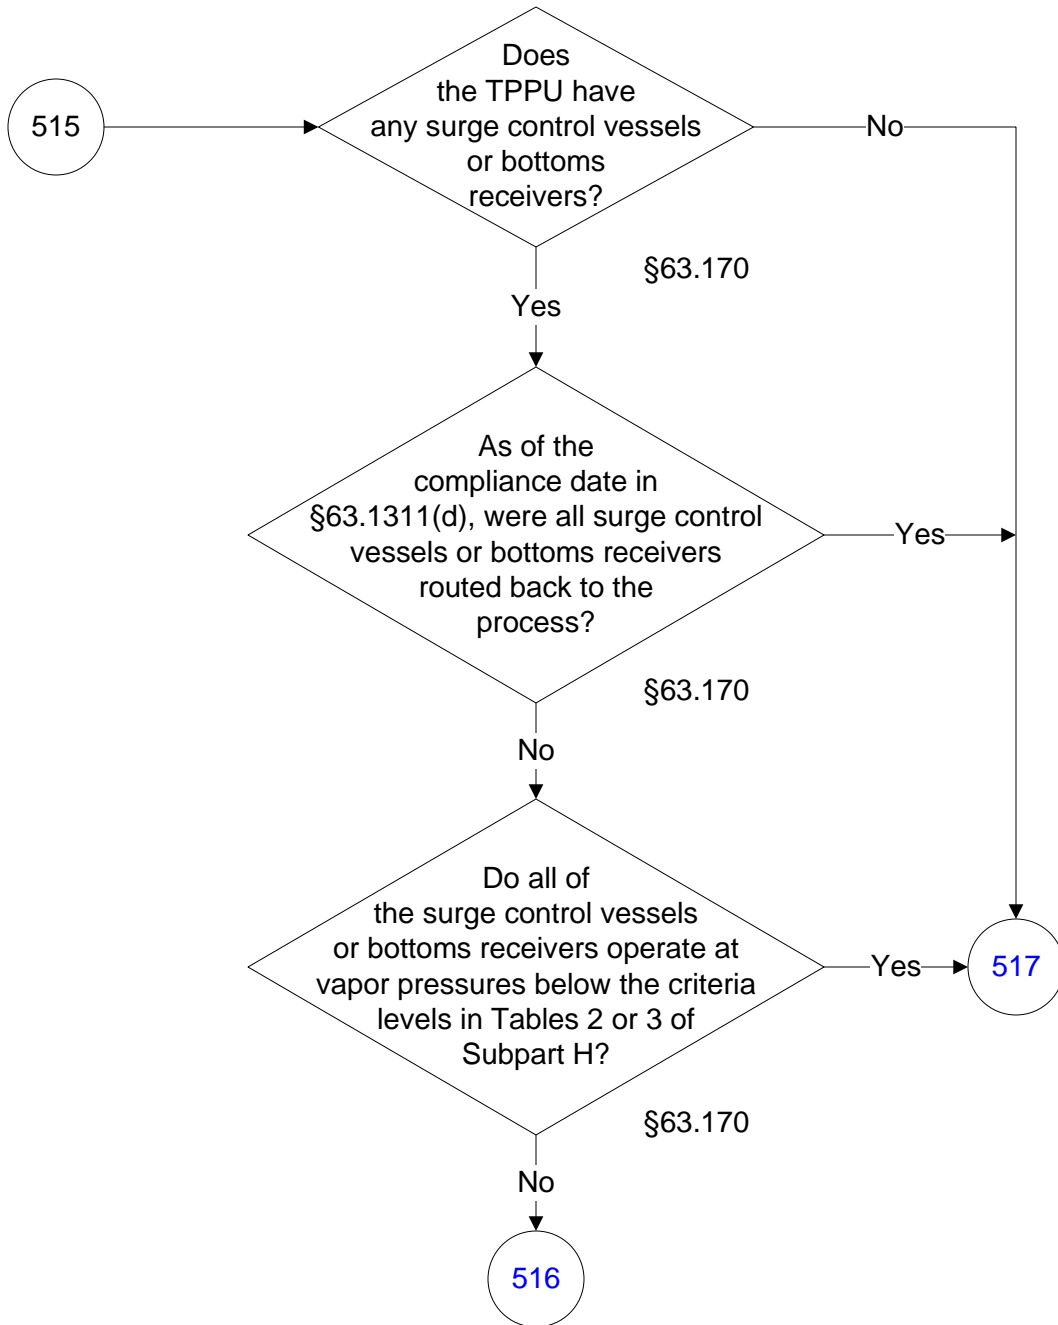 Does
the TPPU have
any surge control vessels
or bottoms
receivers?
515
No
§63.170
Yes
As of the
compliance date in
§63.1311(d), were all surge control
vessels or bottoms receivers
routed back to the
process?
Yes
§63.170
No
Do all of
the surge control vessels
or bottoms receivers operate at
vapor pressures below the criteria
levels in Tables 2 or 3 of
Subpart H?
Yes
517
§63.170
No
516